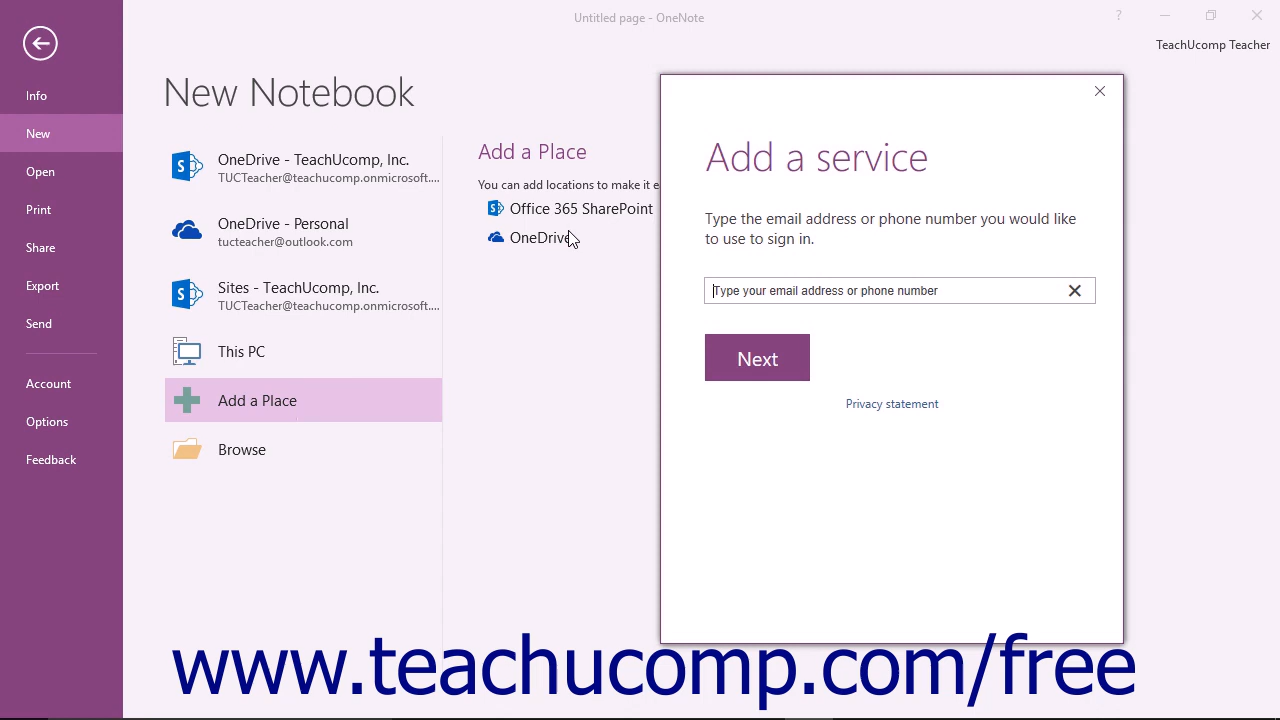 Untitled page - OneNote
?
TeachUcomp Teacher
Info
New
Open
Print
Share
Export
Send
Account
Options
Feedback
New Notebook
OneDrive - TeachUcomp, Inc.
TUCTeacher@teachucomp.onmicrosoft....
OneDrive - Personal
tucteacher@outlook.com
Sites - TeachUcomp, Inc.
TUCTeacher@teachucomp.onmicrosoft....
This PC
Add a Place
Browse
Add a Place
You can add locations to make it e
Office 365 SharePoint
OneDrive
Add a service
Type the email address or phone number you would like
to use to sign in.
Type your email address or phone number
Next
Privacy statement
www.teachucomp.com/free